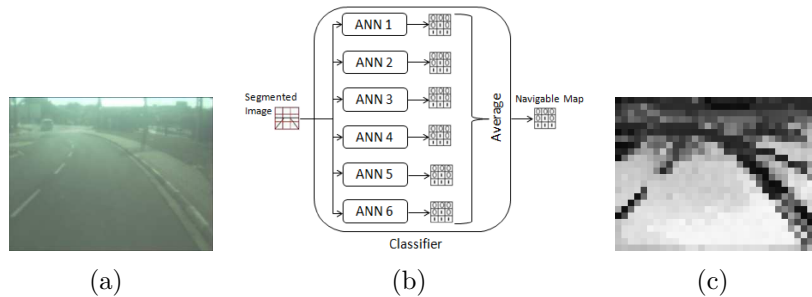 ANN 1
ANN 2
ANN 3
ANN 4
ANN 5
ANN 6
Segmented
Image
Average
Navigable Map
Classifier
(a)
(b)
(c)